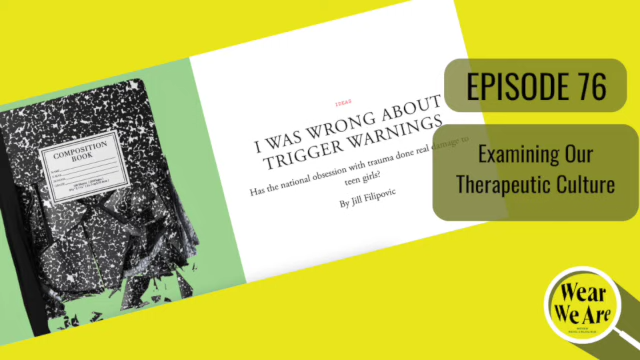 COMPOSITION
BOOK
IDEAS
I WAS WRONG ABOUT
TRIGGER WARNINGS
Has the national obsession with trauma done real damage to
teen girls?
By Jill Filipovic
EPISODE 76
Examining Our
Therapeutic Culture
Wear
We Are